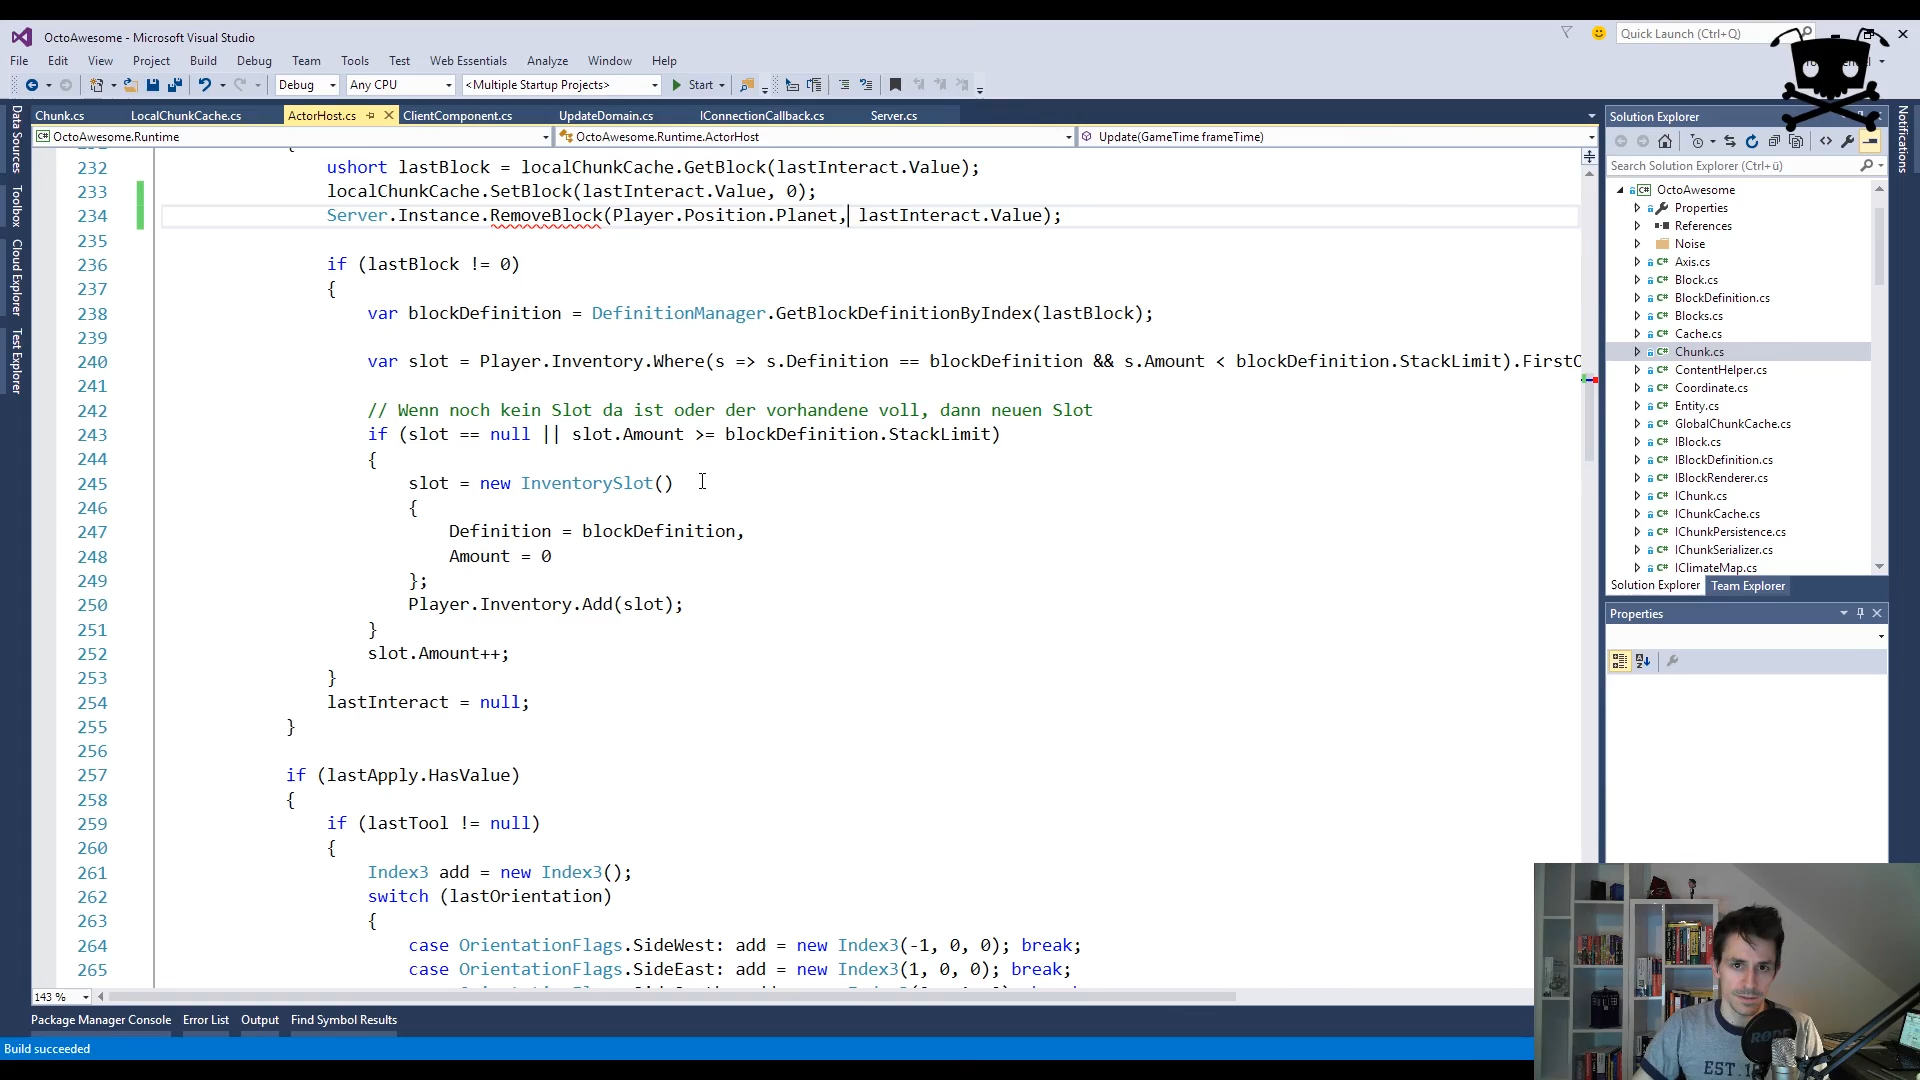 OctoAwesome - Microsoft Visual Studio
Quick Launch (Ctrl+Q)
File Edit View Project Build Debug Team Tools Test Web Essentials Analyze Window Help
Debug Any CPU <Multiple Startup Projects> Start
Chunk.cs LocalChunkCache.cs ActorHost.cs ClientComponent.cs UpdateDomain.cs IConnectionCallback.cs Server.cs
OctoAwesome.Runtime OctoAwesome.Runtime.ActorHost Update(GameTime frameTime)
Data Sources
Toolbox
Cloud Explorer
Test Explorer
232 ushort lastBlock = localChunkCache.GetBlock(lastInteract.Value);
233 localChunkCache.SetBlock(lastInteract.Value, 0);
234 Server.Instance.RemoveBlock(Player.Position.Planet, lastInteract.Value);
235
236 if (lastBlock != 0)
237 {
238 var blockDefinition = DefinitionManager.GetBlockDefinitionByIndex(lastBlock);
239
240 var slot = Player.Inventory.Where(s => s.Definition == blockDefinition && s.Amount < blockDefinition.StackLimit).First
241
242 // Wenn noch kein Slot da ist oder der vorhandene voll, dann neuen Slot
243 if (slot == null || slot.Amount >= blockDefinition.StackLimit)
244 {
245 slot = new InventorySlot()
246 {
247 Definition = blockDefinition,
248 Amount = 0
249 };
250 Player.Inventory.Add(slot);
251 }
252 slot.Amount++;
253 }
254 lastInteract = null;
255 }
256
257 if (lastApply.HasValue)
258 {
259 if (lastTool != null)
260 {
261 Index3 add = new Index3();
262 switch (lastOrientation)
263 {
264 case OrientationFlags.SideWest: add = new Index3(-1, 0, 0); break;
265 case OrientationFlags.SideEast: add = new Index3(1, 0, 0); break;
143 %
Package Manager Console Error List Output Find Symbol Results
Build succeeded
Solution Explorer
Search Solution Explorer (Ctrl+ü)
OctoAwesome
Properties
References
Noise
Axis.cs
Block.cs
BlockDefinition.cs
Blocks.cs
Cache.cs
Chunk.cs
ContentHelper.cs
Coordinate.cs
Entity.cs
GlobalChunkCache.cs
IBlock.cs
IBlockDefinition.cs
IBlockRenderer.cs
IChunk.cs
IChunkCache.cs
IChunkPersistence.cs
IChunkSerializer.cs
IClimateMap.cs
Solution Explorer Team Explorer
Properties
Notifications
RODE
EST.